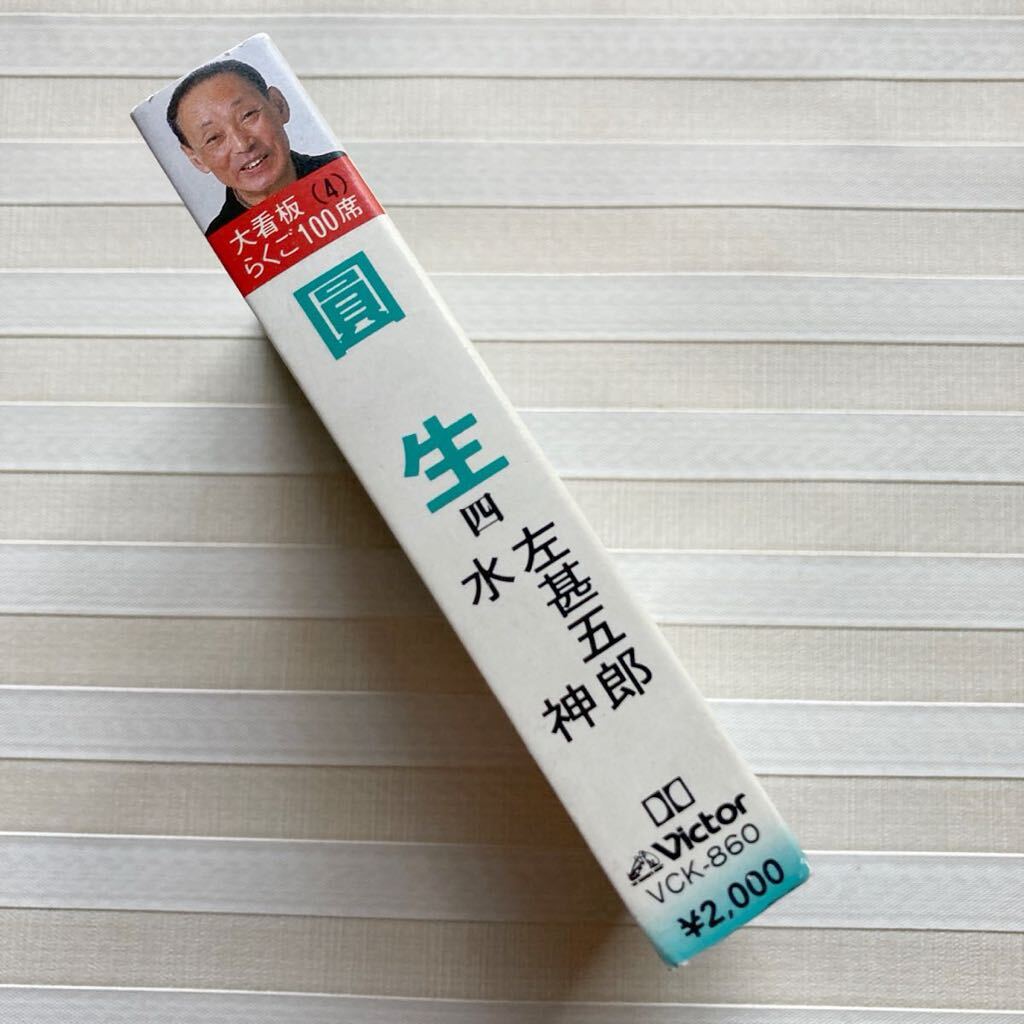 大看板(4)
らくご100席
圓生 四
左甚五郎
水神
Victor
VCK-860
¥2,000